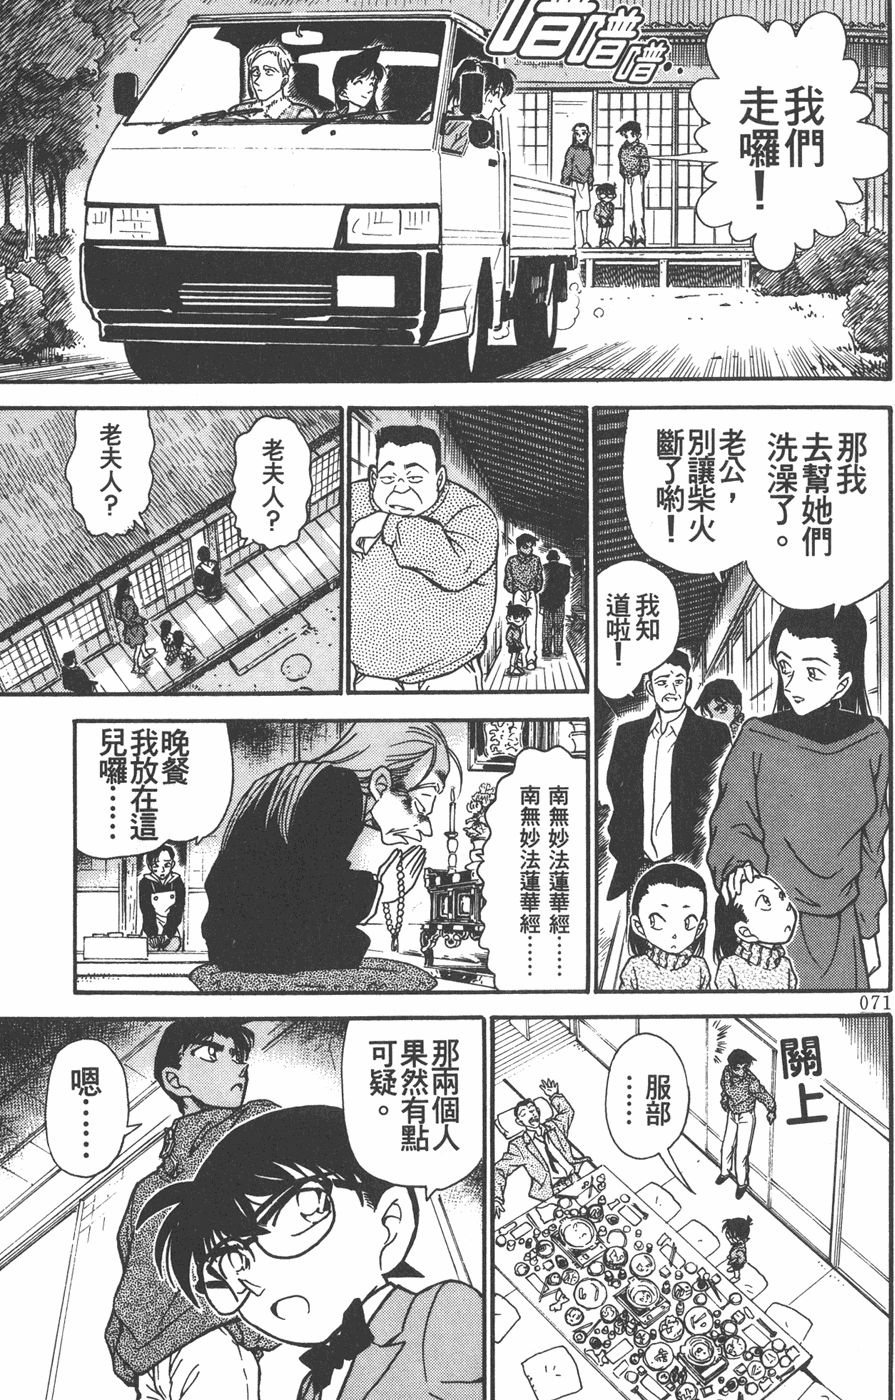 噜噜噜..
我們
走囉！
那我
去幫她們
洗澡了。
老公，
別讓柴火
斷了喲！
我知
道啦！
老夫人？
老夫人？
南無妙法蓮華經……
南無妙法蓮華經……
晚餐
我放在這
兒囉……
071
關上
服部
……
那兩個人
果然有點
可疑。
嗯……